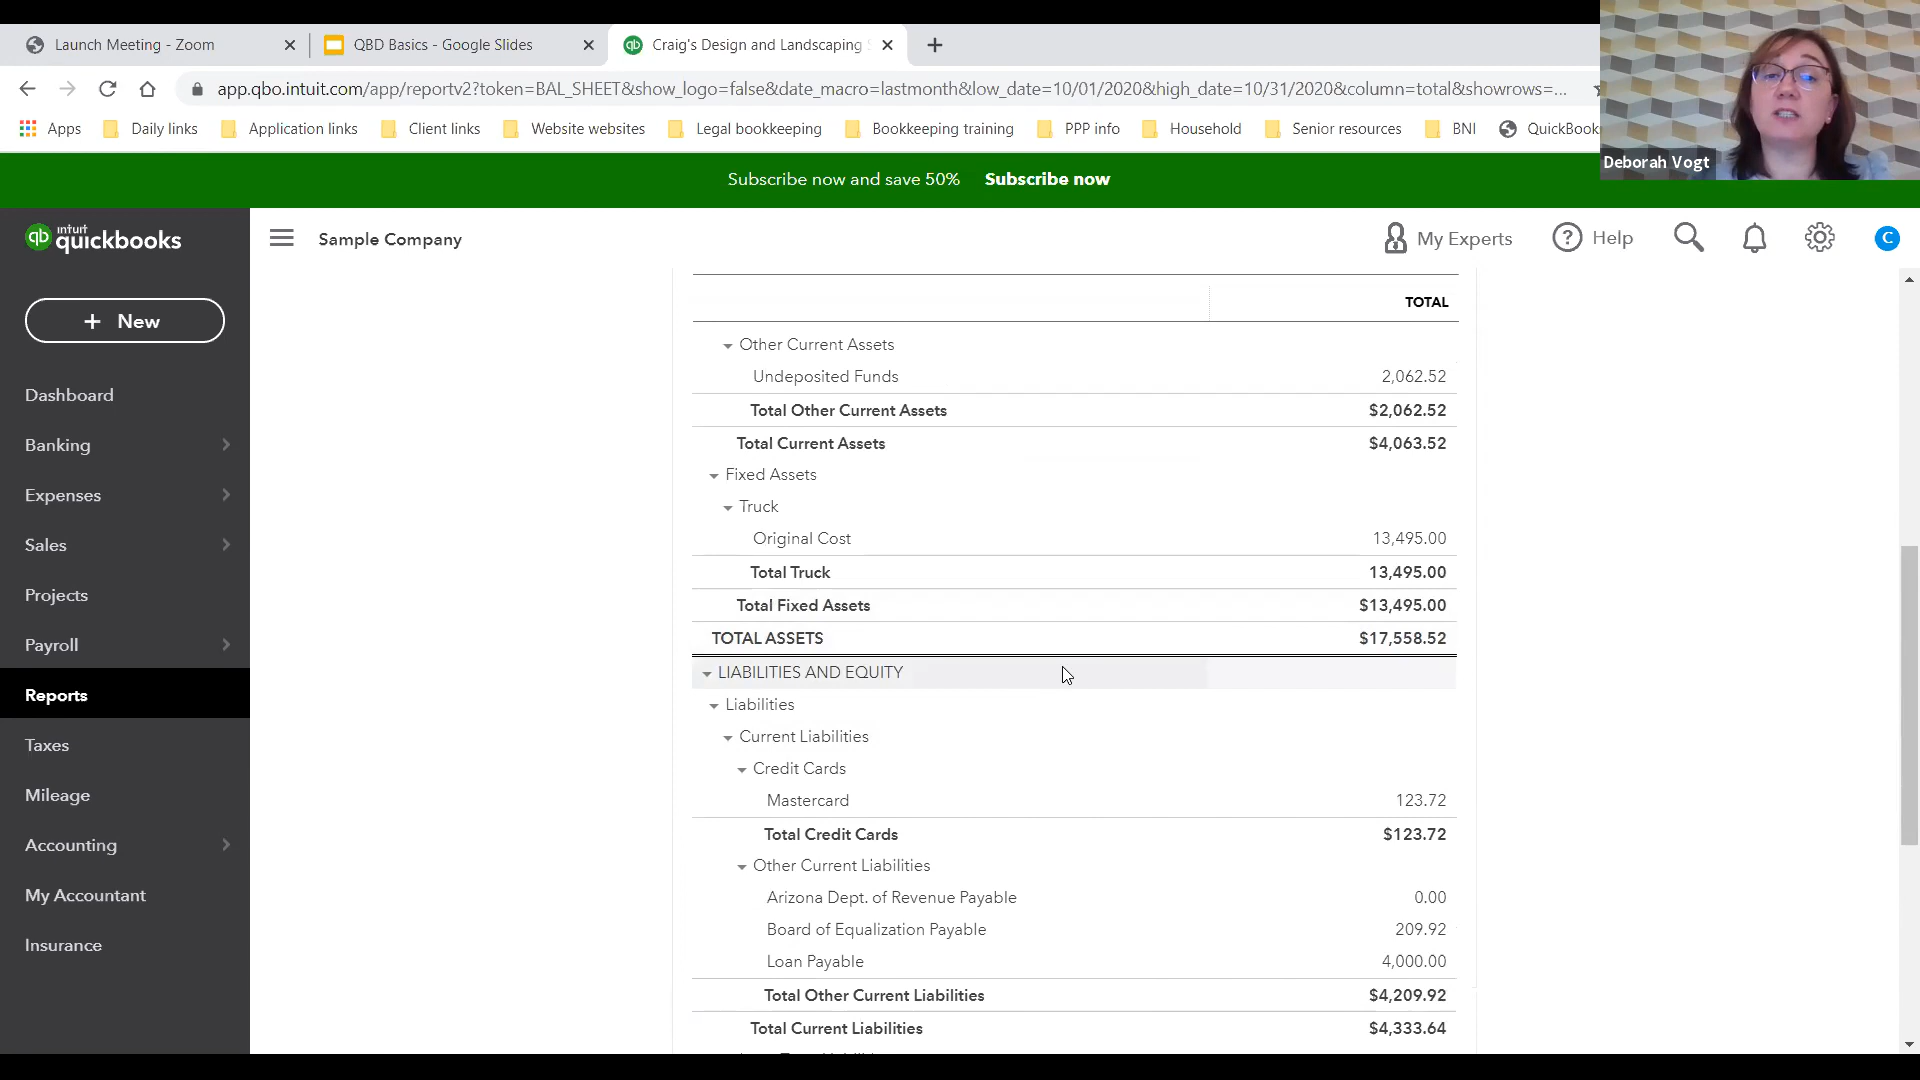 Launch Meeting - Zoom
QBD Basics - Google Slides
Craig's Design and Landscaping
app.qbo.intuit.com/app/reportv2?token=BAL_SHEET&show_logo=false&date_macro=lastmonth&low_date=10/01/2020&high_date=10/31/2020&column=total&showrows=...
Apps
Daily links
Application links
Client links
Website websites
Legal bookkeeping
Bookkeeping training
PPP info
Household
Senior resources
BNI
QuickBook
Deborah Vogt
Subscribe now and save 50% Subscribe now
qb intuit quickbooks
Sample Company
My Experts
Help
C
+ New
Dashboard
Banking
Expenses
Sales
Projects
Payroll
Reports
Taxes
Mileage
Accounting
My Accountant
Insurance
TOTAL
Other Current Assets
Undeposited Funds 2,062.52
Total Other Current Assets $2,062.52
Total Current Assets $4,063.52
Fixed Assets
Truck
Original Cost 13,495.00
Total Truck 13,495.00
Total Fixed Assets $13,495.00
TOTAL ASSETS $17,558.52
LIABILITIES AND EQUITY
Liabilities
Current Liabilities
Credit Cards
Mastercard 123.72
Total Credit Cards $123.72
Other Current Liabilities
Arizona Dept. of Revenue Payable 0.00
Board of Equalization Payable 209.92
Loan Payable 4,000.00
Total Other Current Liabilities $4,209.92
Total Current Liabilities $4,333.64